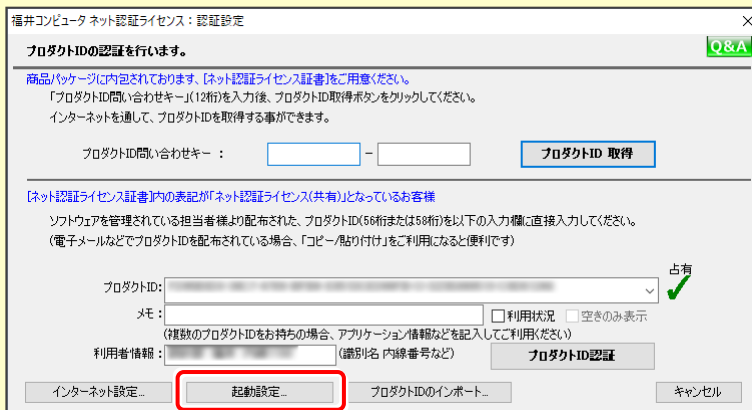 福井コンピュータ ネット認証ライセンス：認証設定
プロダクトIDの認証を行います。
Q&A
商品パッケージに内包されております、[ネット認証ライセンス証書]をご用意ください。
「プロダクトID問い合わせキー」(12桁)を入力後、プロダクトID取得ボタンをクリックしてください。
インターネットを通して、プロダクトIDを取得する事ができます。
プロダクトID問い合わせキー ： － プロダクトID 取得
[ネット認証ライセンス証書]内の表記が「ネット認証ライセンス(共有)」となっているお客様
ソフトウェアを管理されている担当者様より配布された、プロダクトID(56桁または58桁)を以下の入力欄に直接入力してください。
(電子メールなどでプロダクトIDを配布されている場合、「コピー/貼り付け」をご利用になると便利です)
占有
プロダクトID:
メモ： 利用状況 空きのみ表示
(複数のプロダクトIDをお持ちの場合、アプリケーション情報などを記入してご利用ください)
利用者情報： (識別名 内線番号など) プロダクトID認証
インターネット設定... 起動設定... プロダクトIDのインポート... キャンセル